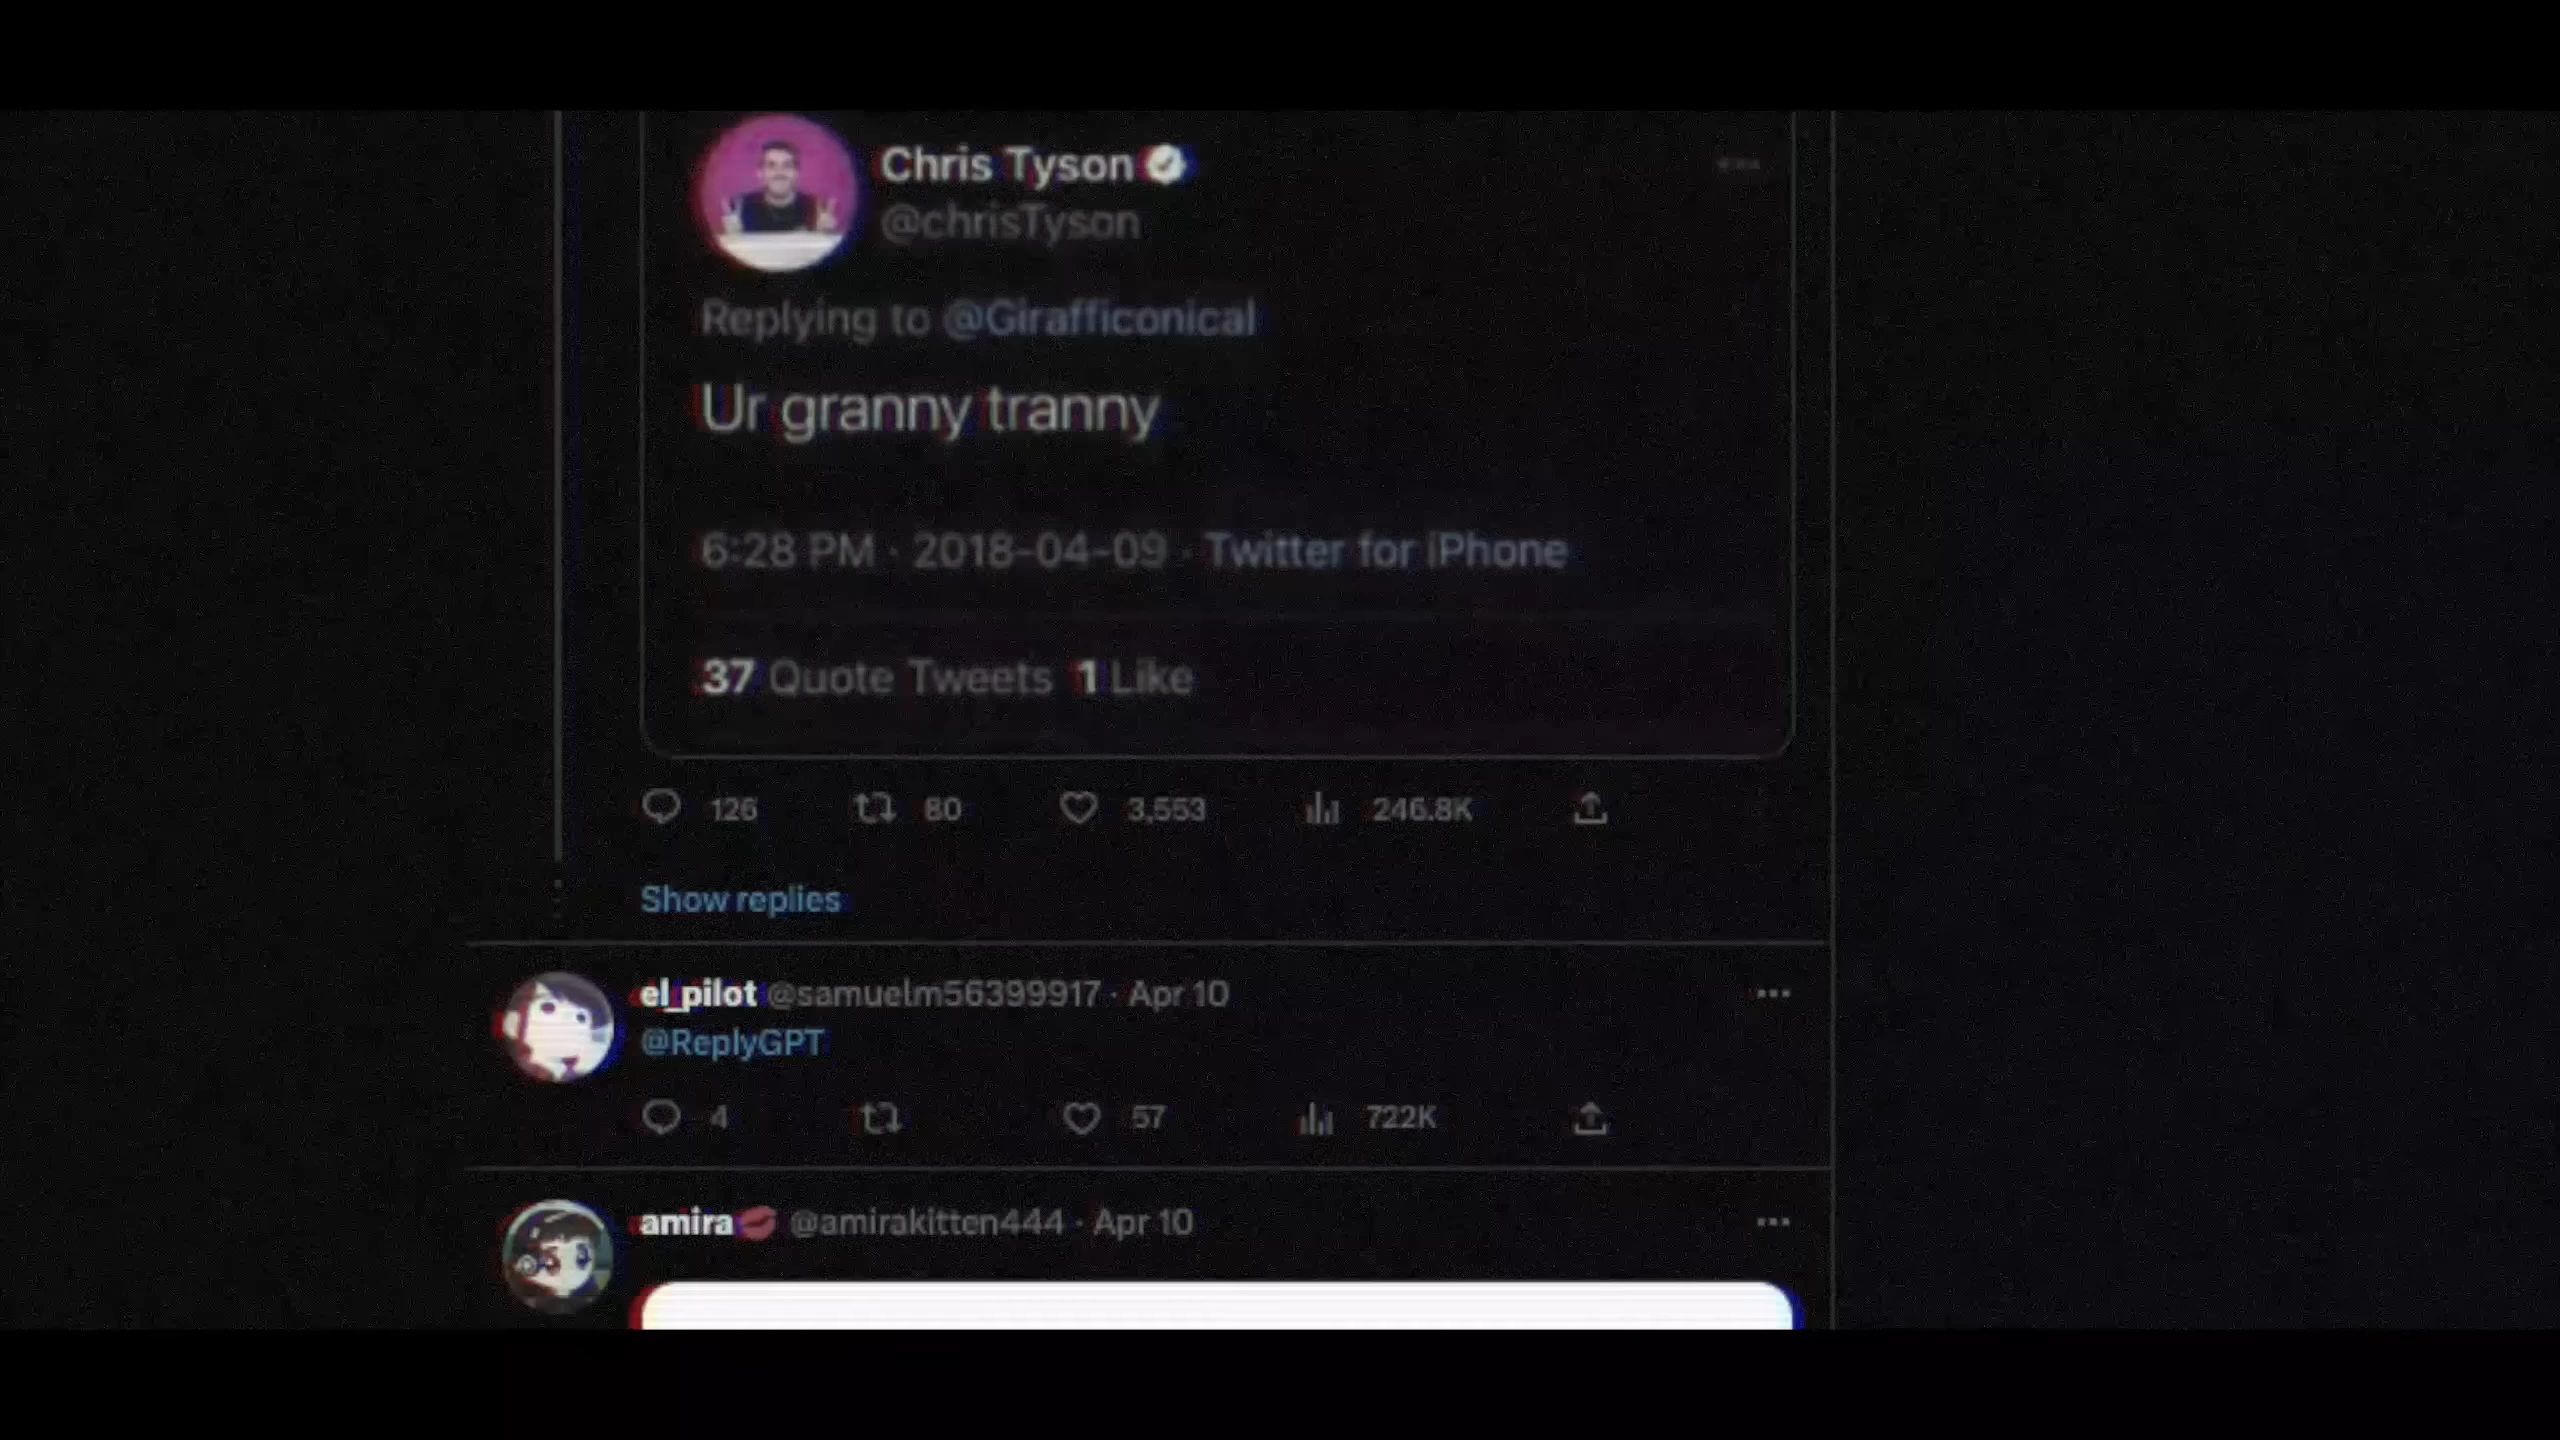 Chris Tyson
@chrisTyson
Replying to @Girafficonical
Ur granny tranny
6:28 PM · 2018-04-09 · Twitter for iPhone
37 Quote Tweets 1 Like
126 80 3,553 246.8K
Show replies
el_pilot @samuelm56399917 · Apr 10
@ReplyGPT
4 57 722K
amira💋 @amirakitten444 · Apr 10